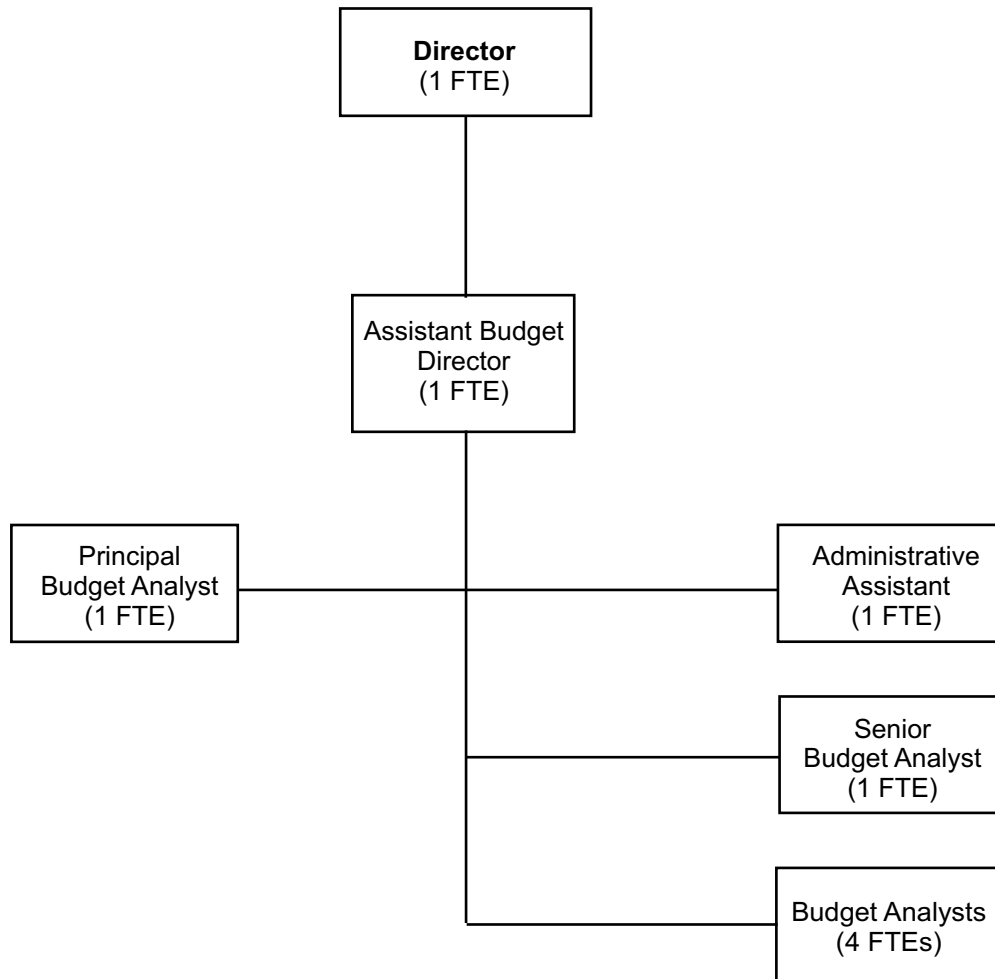 Director
(1 FTE)
Assistant Budget
Director
(1 FTE)
Principal
Budget Analyst
(1 FTE)
Administrative
Assistant
(1 FTE)
Senior
Budget Analyst
(1 FTE)
Budget Analysts
(4 FTEs)